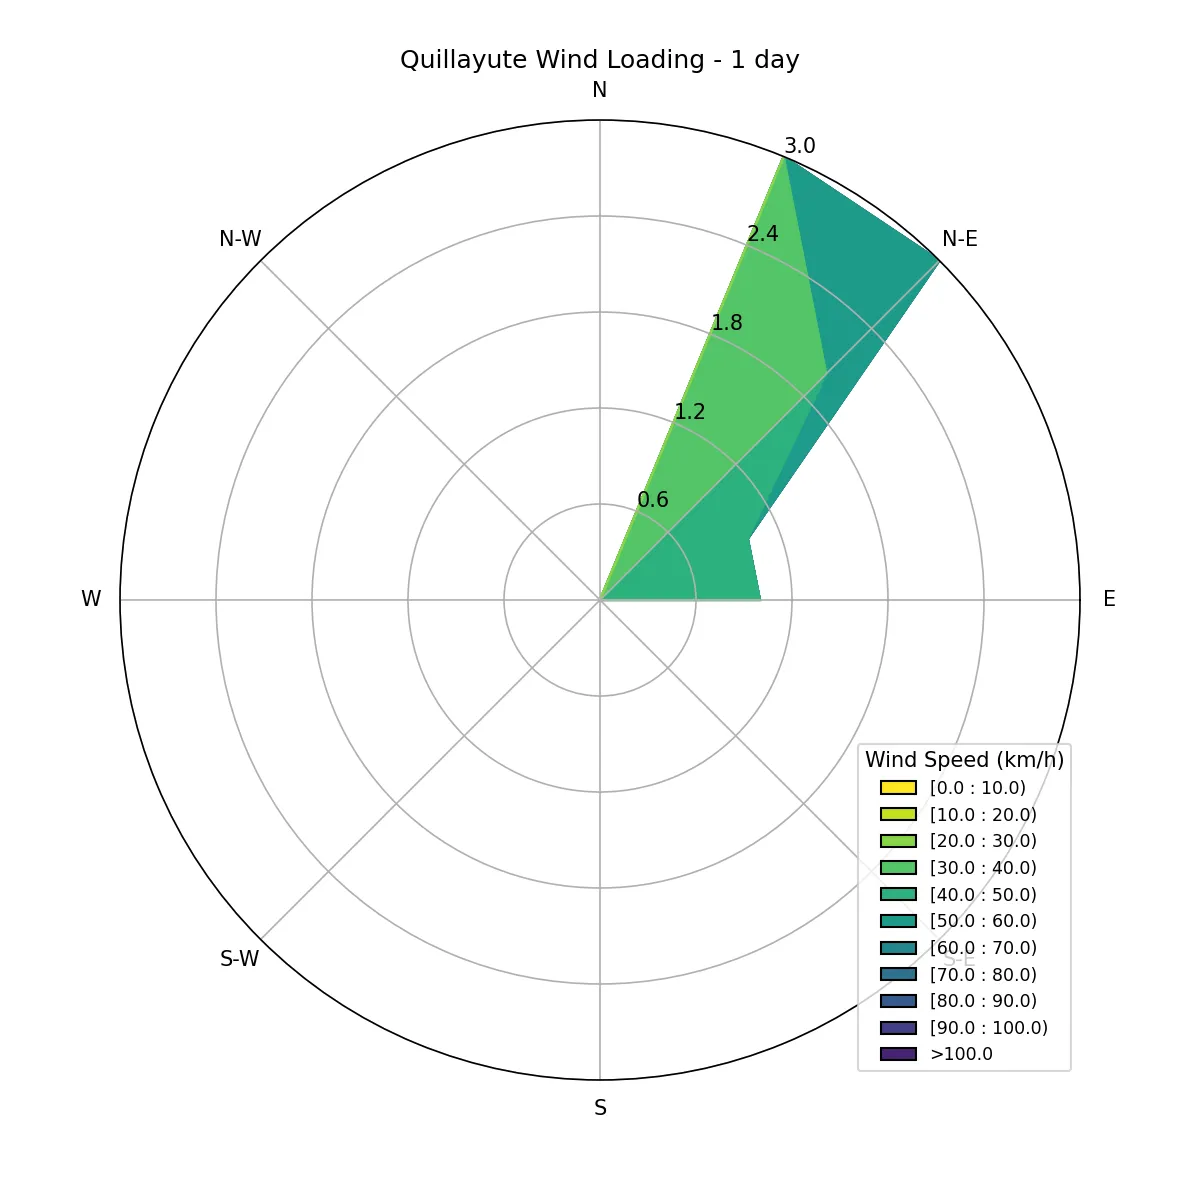 Quillayute Wind Loading - 1 day
N
3.0
N-W
2.4
N-E
1.8
1.2
0.6
W
E
Wind Speed (km/h)
[0.0 : 10.0)
[10.0 : 20.0)
[20.0 : 30.0)
[30.0 : 40.0)
[40.0 : 50.0)
[50.0 : 60.0)
[60.0 : 70.0)
S-W
S-E
[70.0 : 80.0)
[80.0 : 90.0)
[90.0 : 100.0)
>100.0
S